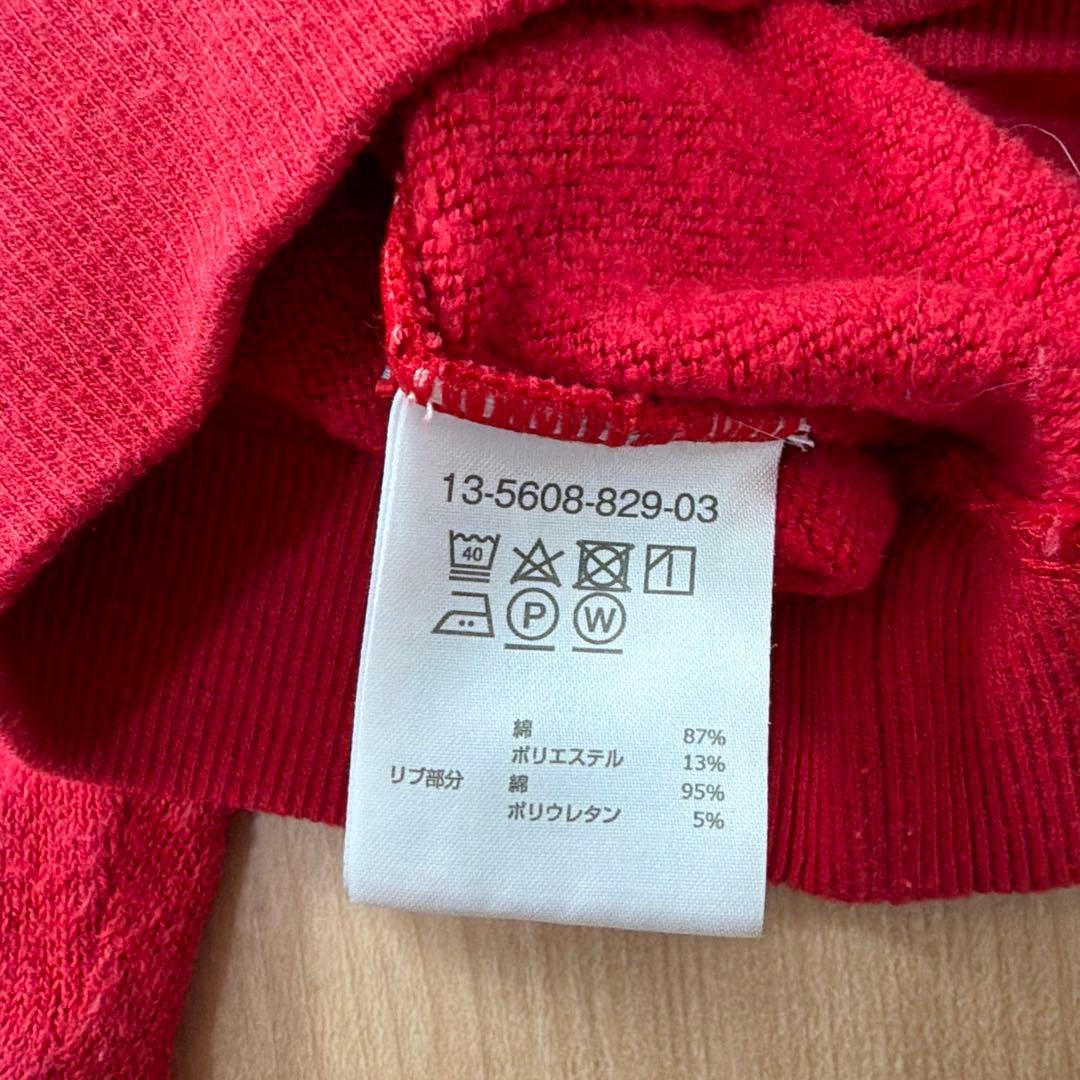 13-5608-829-03
40
P W
綿 87%
ポリエステル 13%
リブ部分 綿 95%
ポリウレタン 5%